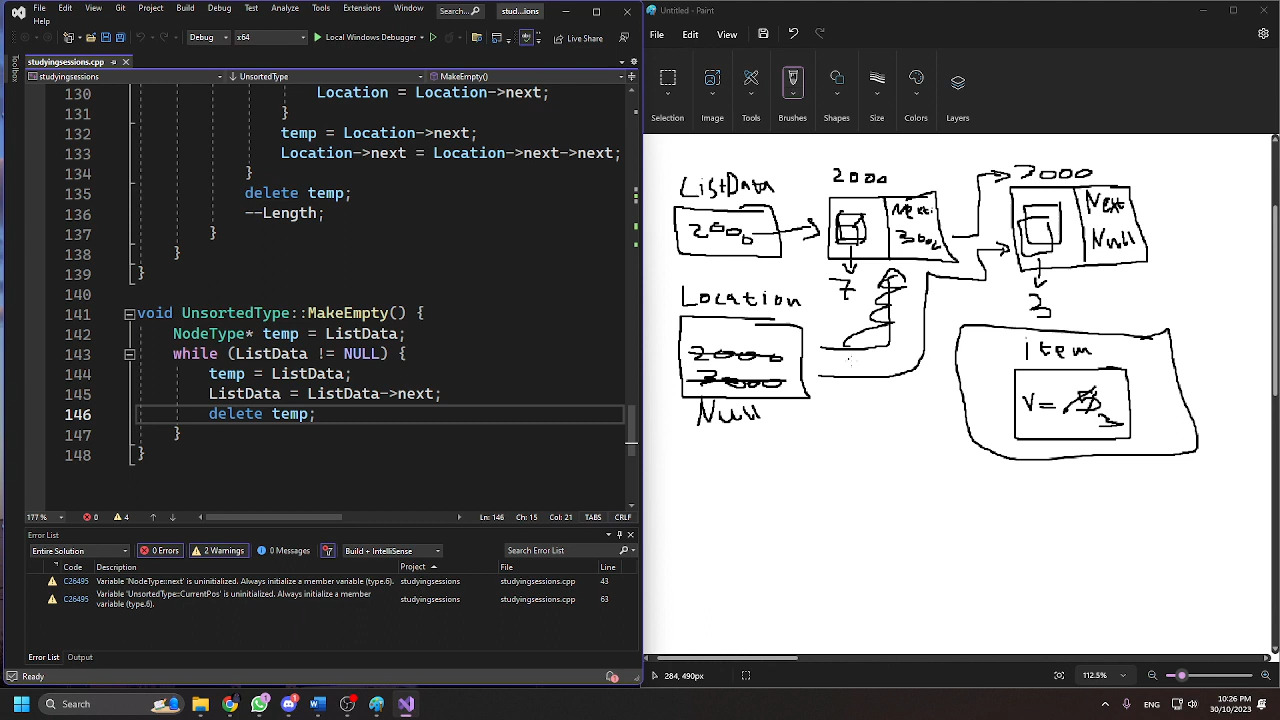 File Edit View Git Project Build Debug Test Analyze Tools Extensions Window Search... stud...ions
Help
Debug x64 Local Windows Debugger Live Share
Toolbox
studyingsessions.cpp
studyingsessions UnsortedType MakeEmpty()
130 Location = Location->next;
131 }
132 temp = Location->next;
133 Location->next = Location->next->next;
134 }
135 delete temp;
136 --Length;
137 }
138 }
139 }
140
141 void UnsortedType::MakeEmpty() {
142 NodeType* temp = ListData;
143 while (ListData != NULL) {
144 temp = ListData;
145 ListData = ListData->next;
146 delete temp;
147 }
148 }
177 % 0 4 Ln: 146 Ch: 15 Col: 21 TABS CRLF
Error List
Entire Solution 0 Errors 2 Warnings 0 Messages Build + IntelliSense Search Error List
Code Description Project File Line
C26495 Variable 'NodeType::next' is uninitialized. Always initialize a member variable (type.6). studyingsessions studyingsessions.cpp 43
C26495 Variable 'UnsortedType::CurrentPos' is uninitialized. Always initialize a member variable (type.6). studyingsessions studyingsessions.cpp 63
Error List Output
Ready
Untitled - Paint
File Edit View
Selection Image Tools Brushes Shapes Size Colors Layers
ListData
2000
2000
Next:
3000
7
3000
Next
Null
3
Location
2000
3000
Null
item
V= 3
284, 490px 112.5%
Search
ENG 10:26 PM
30/10/2023